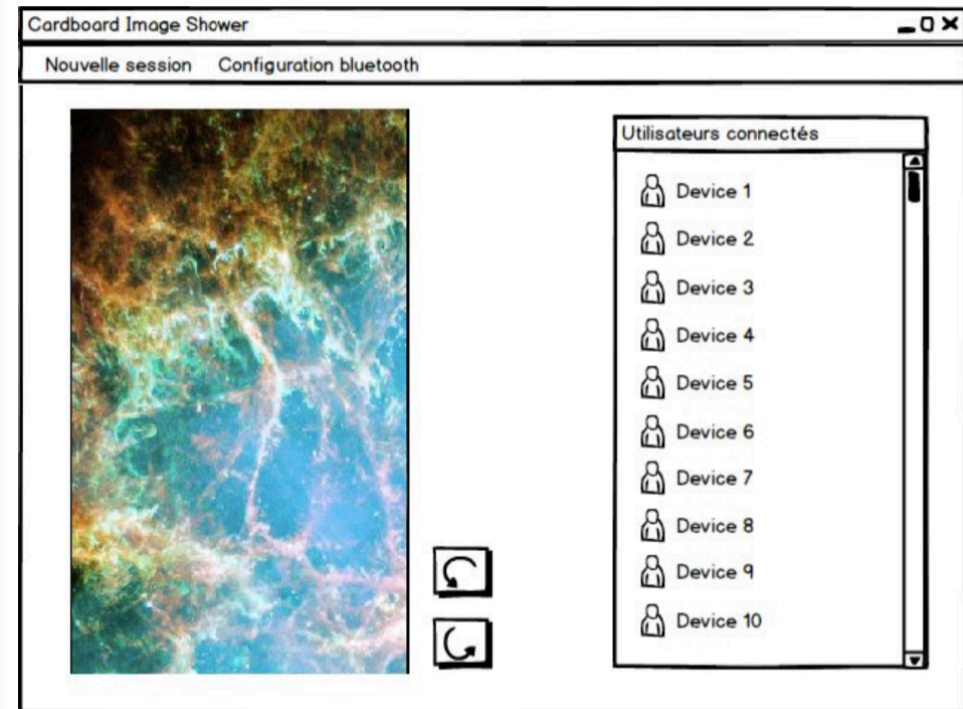 Cardboard Image Shower
Nouvelle session Configuration bluetooth
Utilisateurs connectés
Device 1
Device 2
Device 3
Device 4
Device 5
Device 6
Device 7
Device 8
Device 9
Device 10